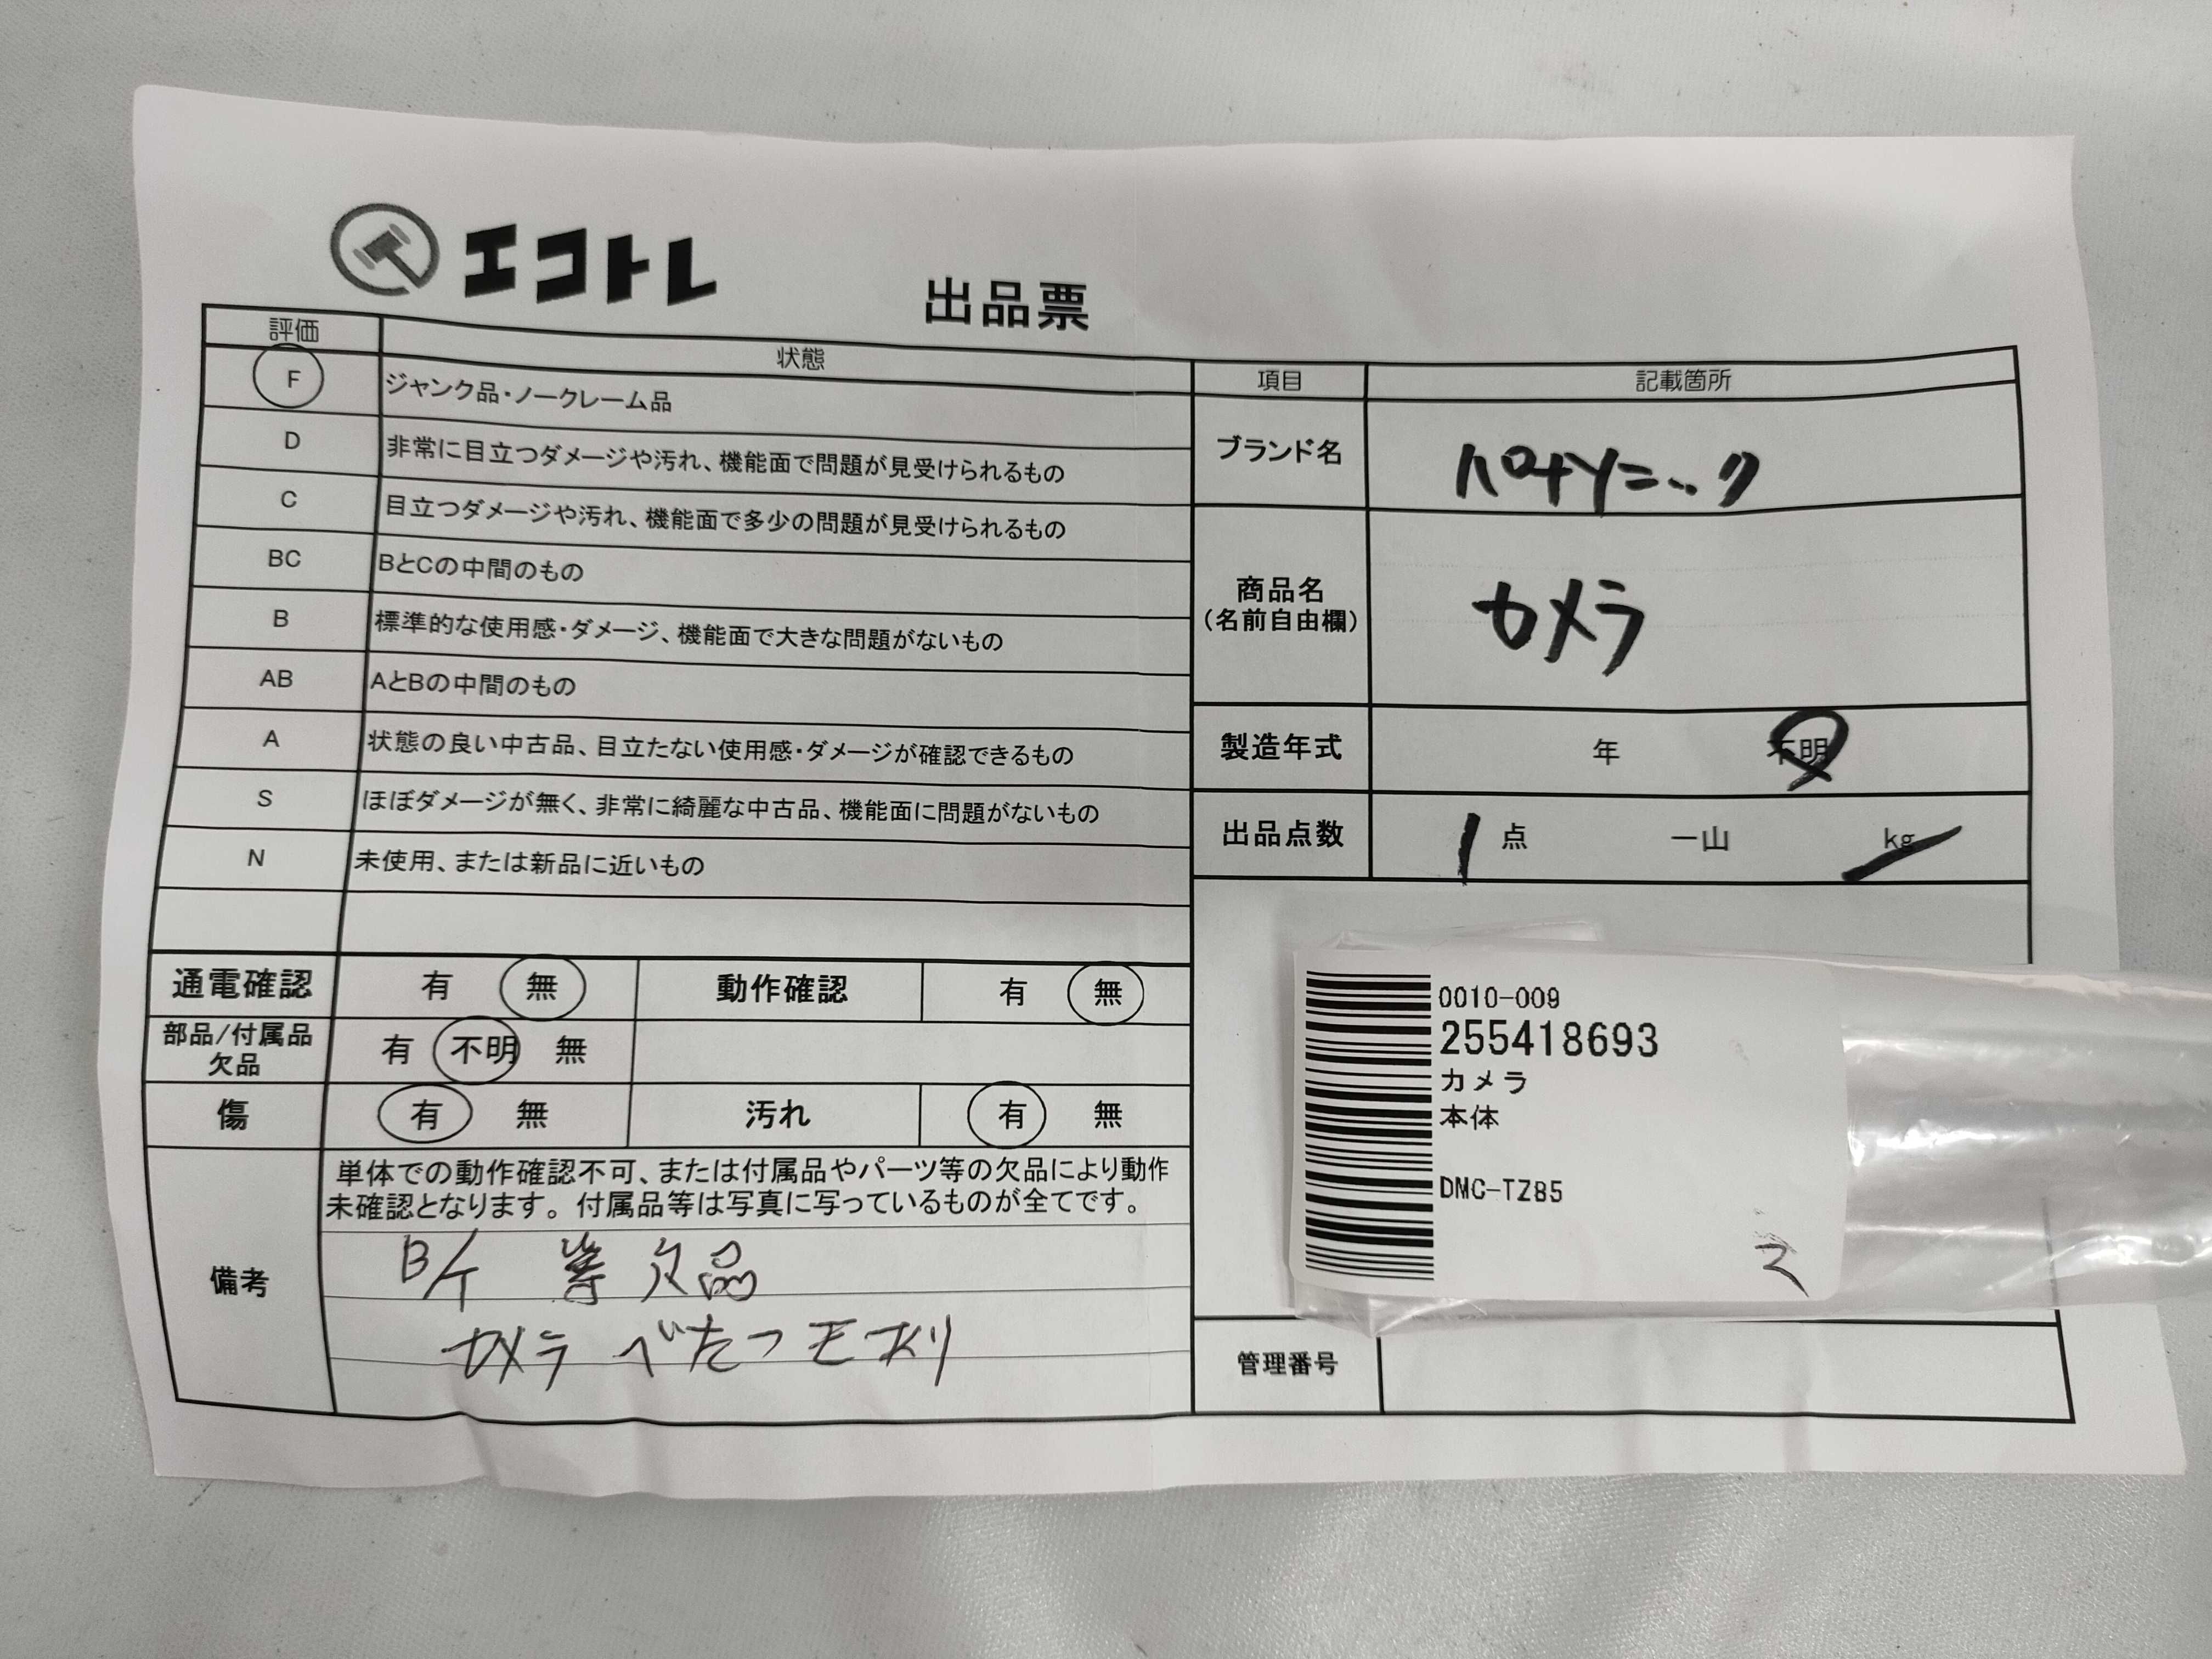 エコトレ
出品票
評価 状態
F ジャンク品・ノークレーム品
D 非常に目立つダメージや汚れ、機能面で問題が見受けられるもの
C 目立つダメージや汚れ、機能面で多少の問題が見受けられるもの
BC BとCの中間のもの
B 標準的な使用感・ダメージ、機能面で大きな問題がないもの
AB AとBの中間のもの
A 状態の良い中古品、目立たない使用感・ダメージが確認できるもの
S ほぼダメージが無く、非常に綺麗な中古品、機能面に問題がないもの
N 未使用、または新品に近いもの
通電確認 有 無 動作確認 有 無
部品/付属品
欠品
有 不明 無
傷 有 無 汚れ 有 無
備考
単体での動作確認不可、または付属品やパーツ等の欠品により動作
未確認となります。付属品等は写真に写っているものが全てです。
B/T 等 欠品
カメラ べたつき有り
項目 記載箇所
ブランド名 パナソニック
商品名
(名前自由欄)
カメラ
製造年式 年 不明
出品点数 1 点 一山 kg
0010-009
255418693
カメラ
本体
DMC-TZ85
管理番号